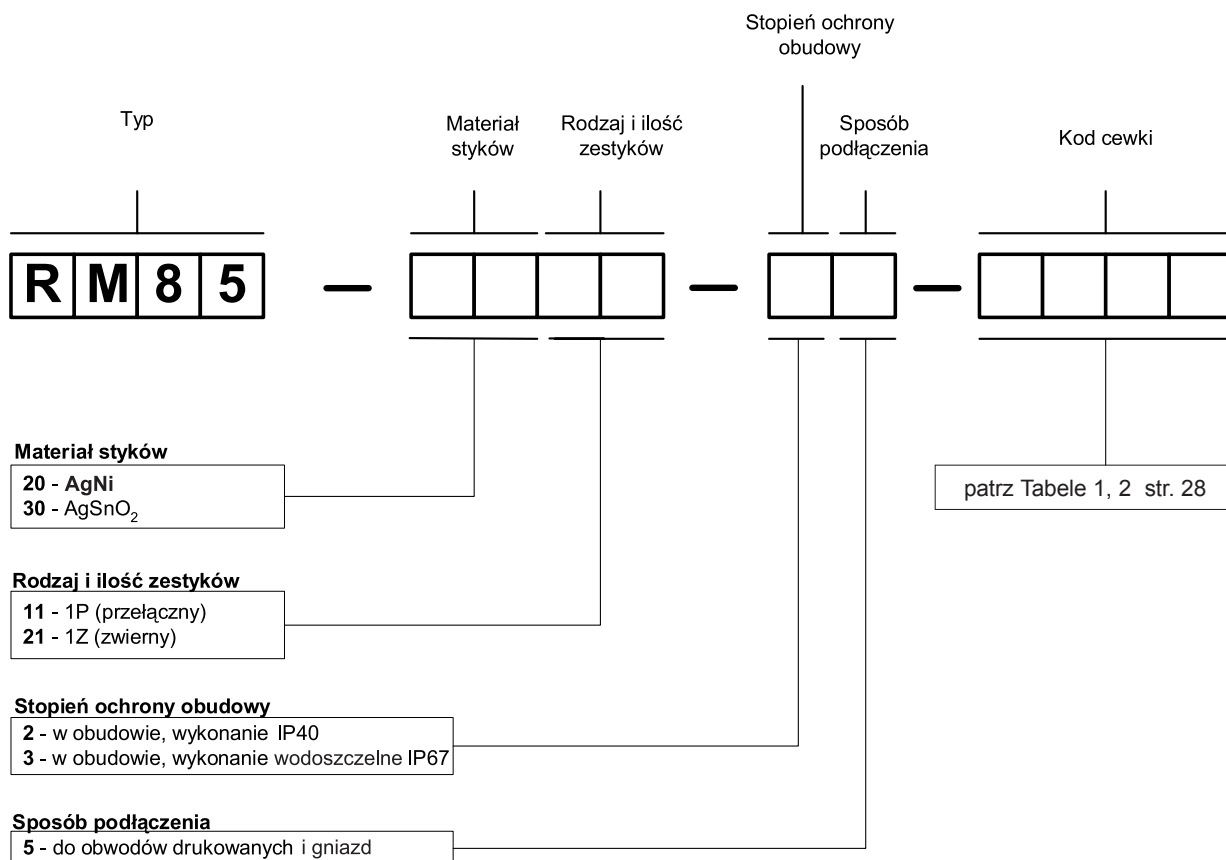 Stopień ochrony
obudowy
Typ
Materiał
styków
Rodzaj i ilość
zestyków
Sposób
podłączenia
Kod cewki
RM85 — — —
Materiał styków
20 - AgNi
30 - AgSnO2
patrz Tabele 1, 2 str. 28
Rodzaj i ilość zestyków
11 - 1P (przełączny)
21 - 1Z (zwierny)
Stopień ochrony obudowy
2 - w obudowie, wykonanie IP40
3 - w obudowie, wykonanie wodoszczelne IP67
Sposób podłączenia
5 - do obwodów drukowanych i gniazd